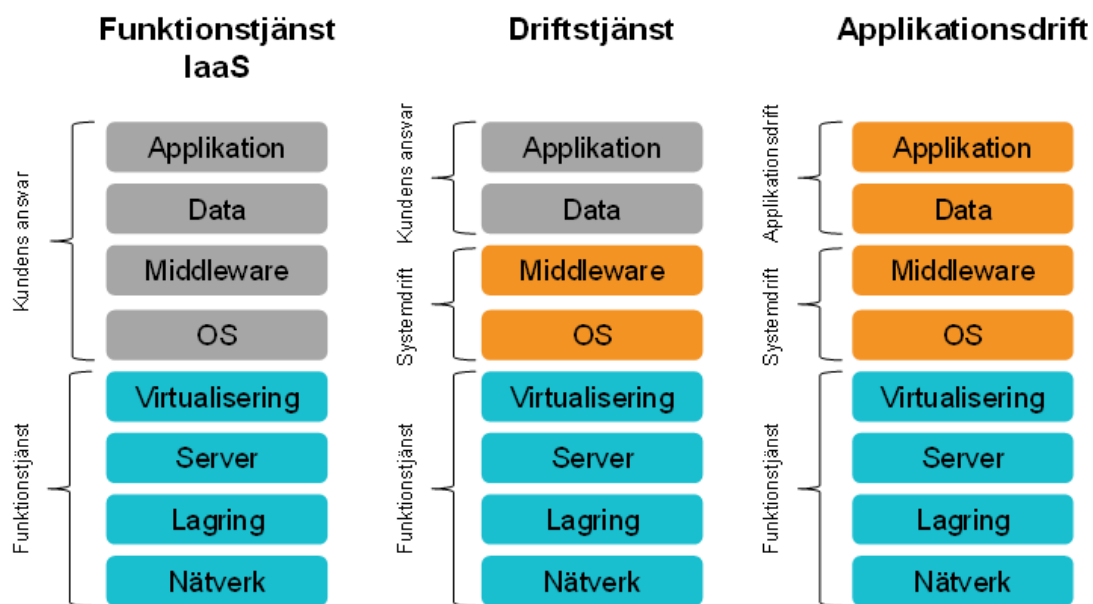 Funktionstjänst
IaaS
Kundens ansvar
Applikation
Data
Middleware
OS
Funktionstjänst
Virtualisering
Server
Lagring
Nätverk
Driftstjänst
Kundens ansvar
Applikation
Data
Systemdrift
Middleware
OS
Funktionstjänst
Virtualisering
Server
Lagring
Nätverk
Applikationsdrift
Applikationsdrift
Applikation
Data
Systemdrift
Middleware
OS
Funktionstjänst
Virtualisering
Server
Lagring
Nätverk